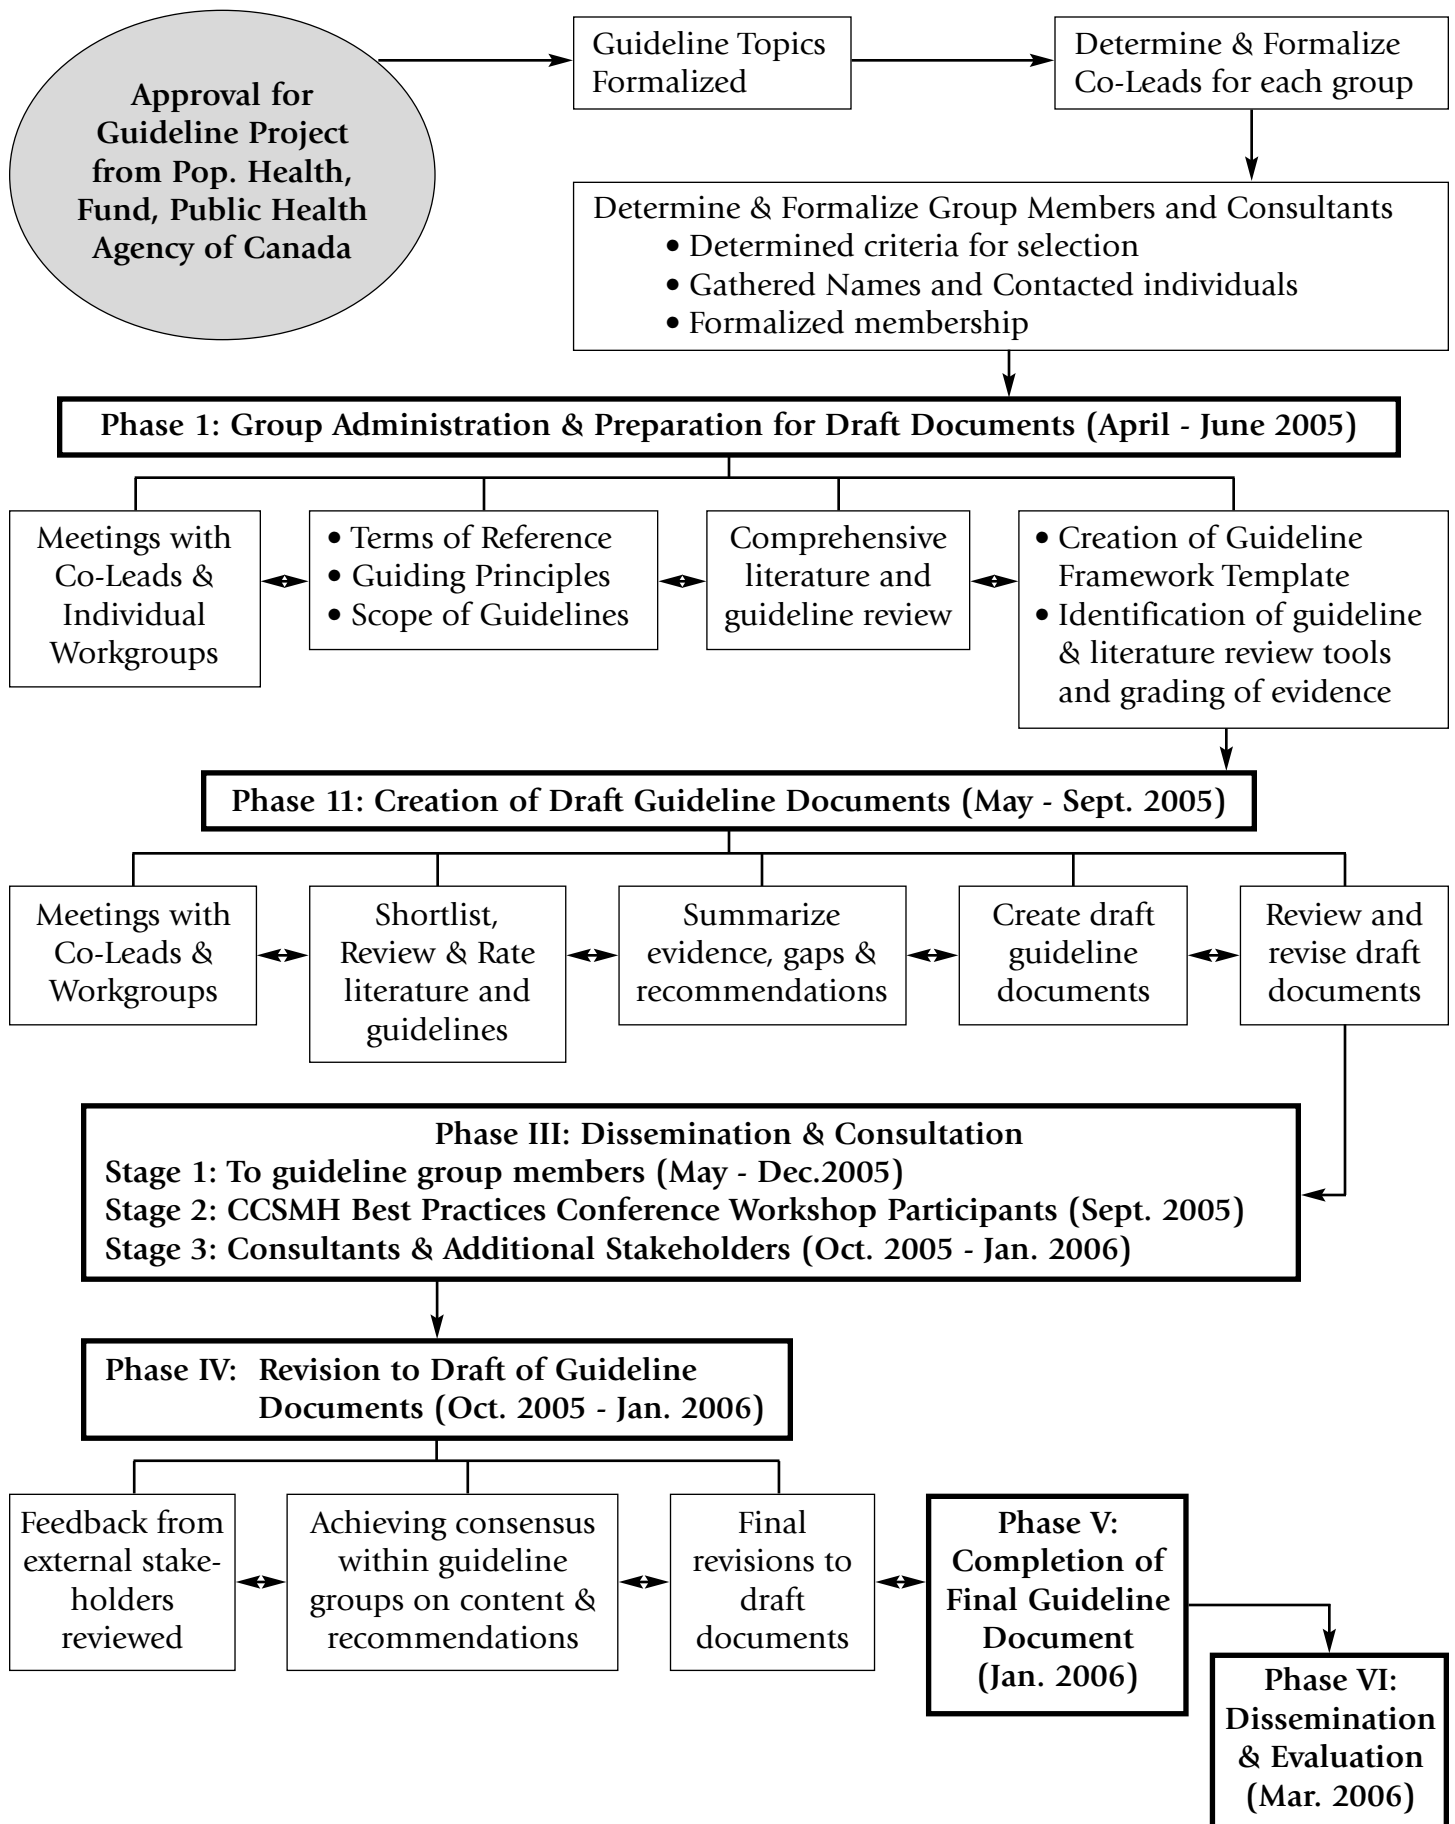 Approval for
Guideline Project
from Pop. Health,
Fund, Public Health
Agency of Canada
Guideline Topics
Formalized
Determine & Formalize
Co-Leads for each group
Determine & Formalize Group Members and Consultants
• Determined criteria for selection
• Gathered Names and Contacted individuals
• Formalized membership
Phase 1: Group Administration & Preparation for Draft Documents (April - June 2005)
Meetings with
Co-Leads &
Individual
Workgroups
• Terms of Reference
• Guiding Principles
• Scope of Guidelines
Comprehensive
literature and
guideline review
• Creation of Guideline
Framework Template
• Identification of guideline
& literature review tools
and grading of evidence
Phase 11: Creation of Draft Guideline Documents (May - Sept. 2005)
Meetings with
Co-Leads &
Workgroups
Shortlist,
Review & Rate
literature and
guidelines
Summarize
evidence, gaps &
recommendations
Create draft
guideline
documents
Review and
revise draft
documents
Phase III: Dissemination & Consultation
Stage 1: To guideline group members (May - Dec.2005)
Stage 2: CCSMH Best Practices Conference Workshop Participants (Sept. 2005)
Stage 3: Consultants & Additional Stakeholders (Oct. 2005 - Jan. 2006)
Phase IV: Revision to Draft of Guideline
Documents (Oct. 2005 - Jan. 2006)
Feedback from
external stake-
holders
reviewed
Achieving consensus
within guideline
groups on content &
recommendations
Final
revisions to
draft
documents
Phase V:
Completion of
Final Guideline
Document
(Jan. 2006)
Phase VI:
Dissemination
& Evaluation
(Mar. 2006)